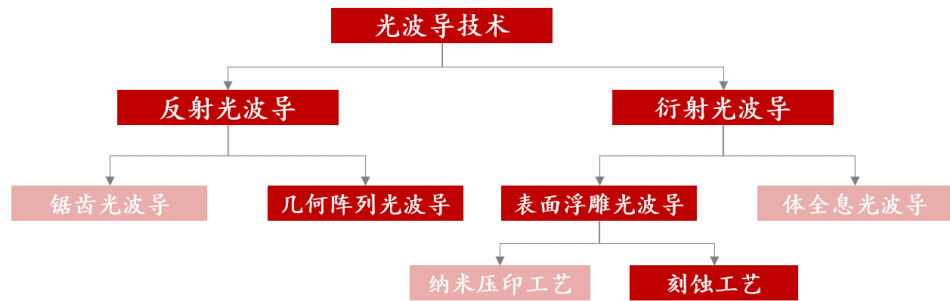 光波导技术
反射光波导
衍射光波导
锯齿光波导
几何阵列光波导
表面浮雕光波导
体全息光波导
纳米压印工艺
刻蚀工艺